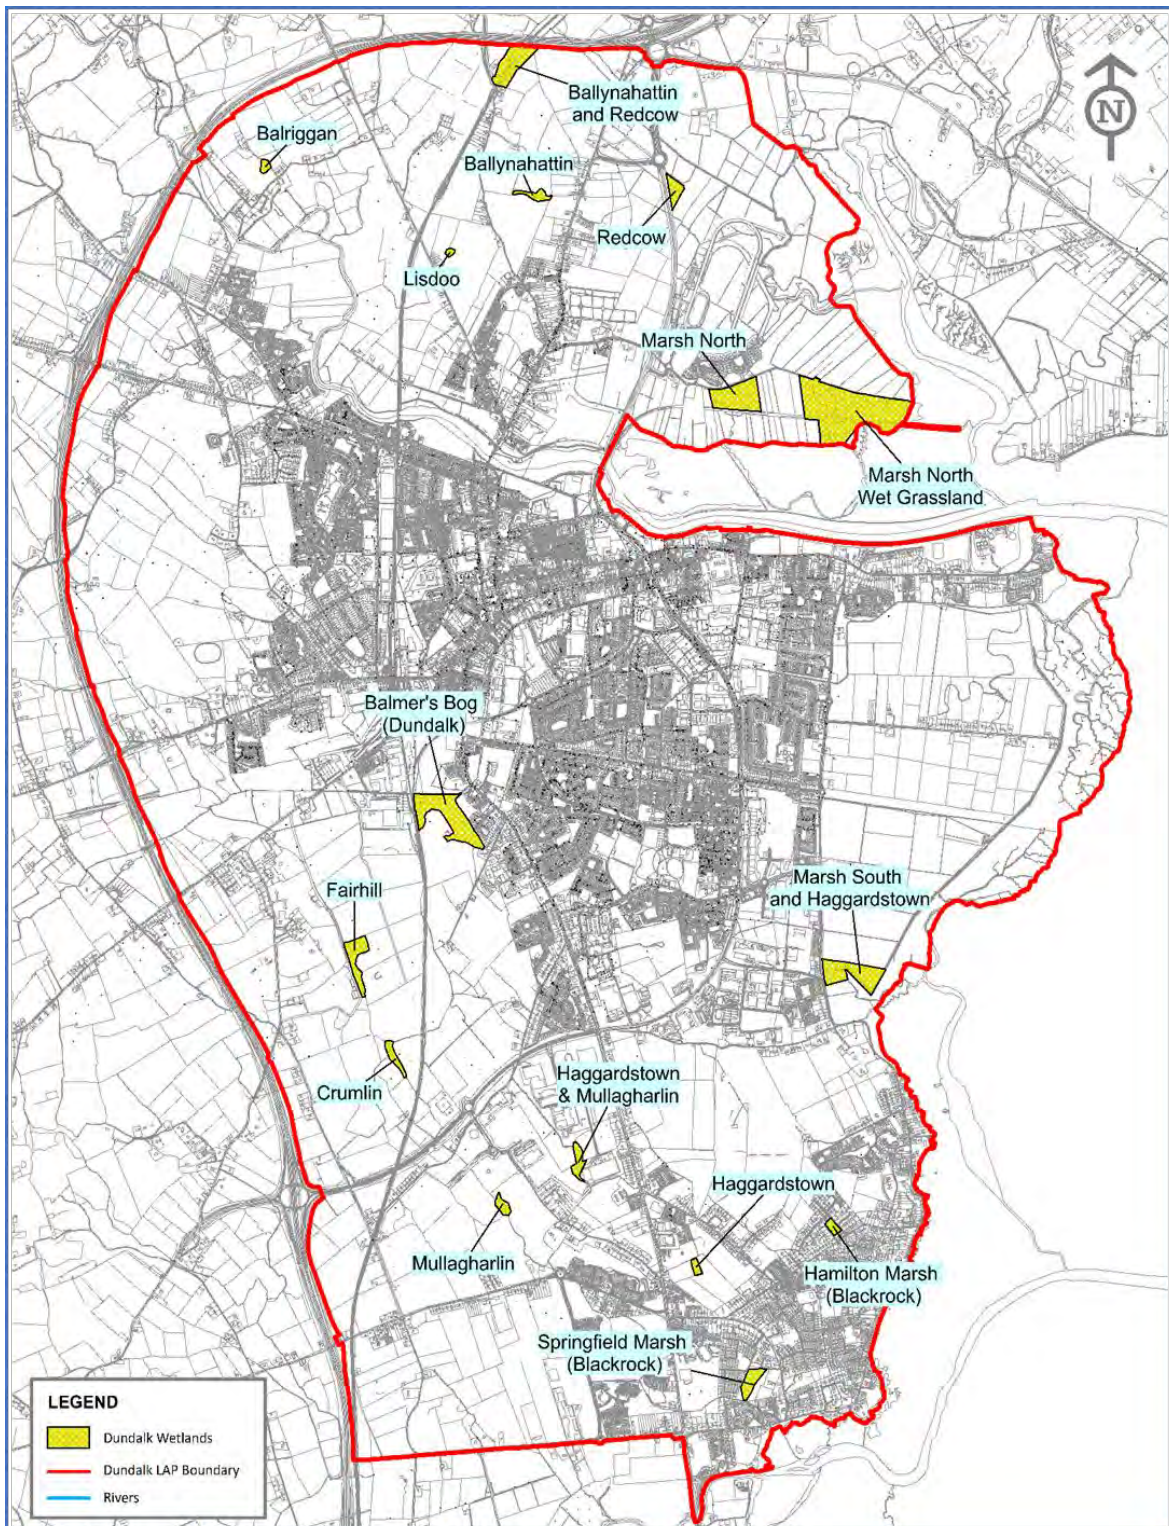 Ballynahattin
and Redcow
N
Balriggan
Ballynahattin
Redcow
Lisdoo
Marsh North
Marsh North
Wet Grassland
Balmer's Bog
(Dundalk)
Marsh South
and Haggardstown
Fairhill
Crumlin
Haggardstown
& Mullagharlin
Haggardstown
Mullagharlin
Hamilton Marsh
(Blackrock)
Springfield Marsh
(Blackrock)
LEGEND
Dundalk Wetlands
Dundalk LAP Boundary
Rivers